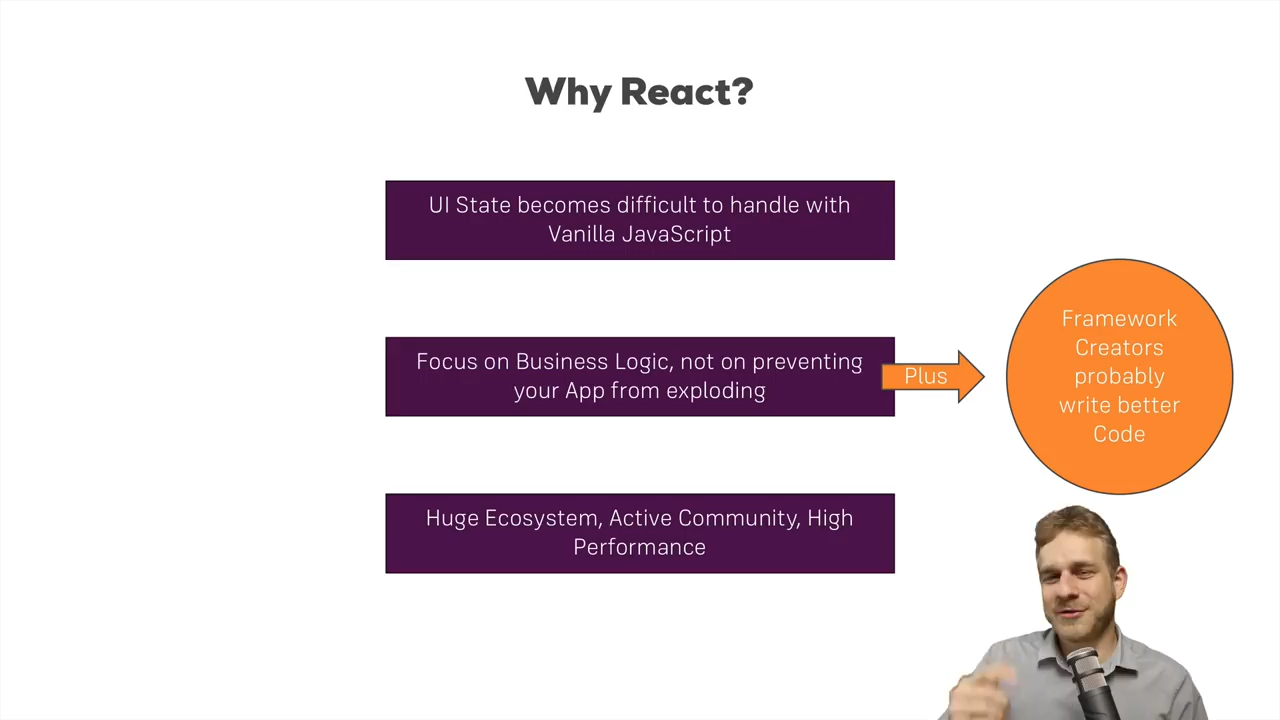 Why React?
UI State becomes difficult to handle with
Vanilla JavaScript
Focus on Business Logic, not on preventing
your App from exploding
Plus
Framework
Creators
probably
write better
Code
Huge Ecosystem, Active Community, High
Performance